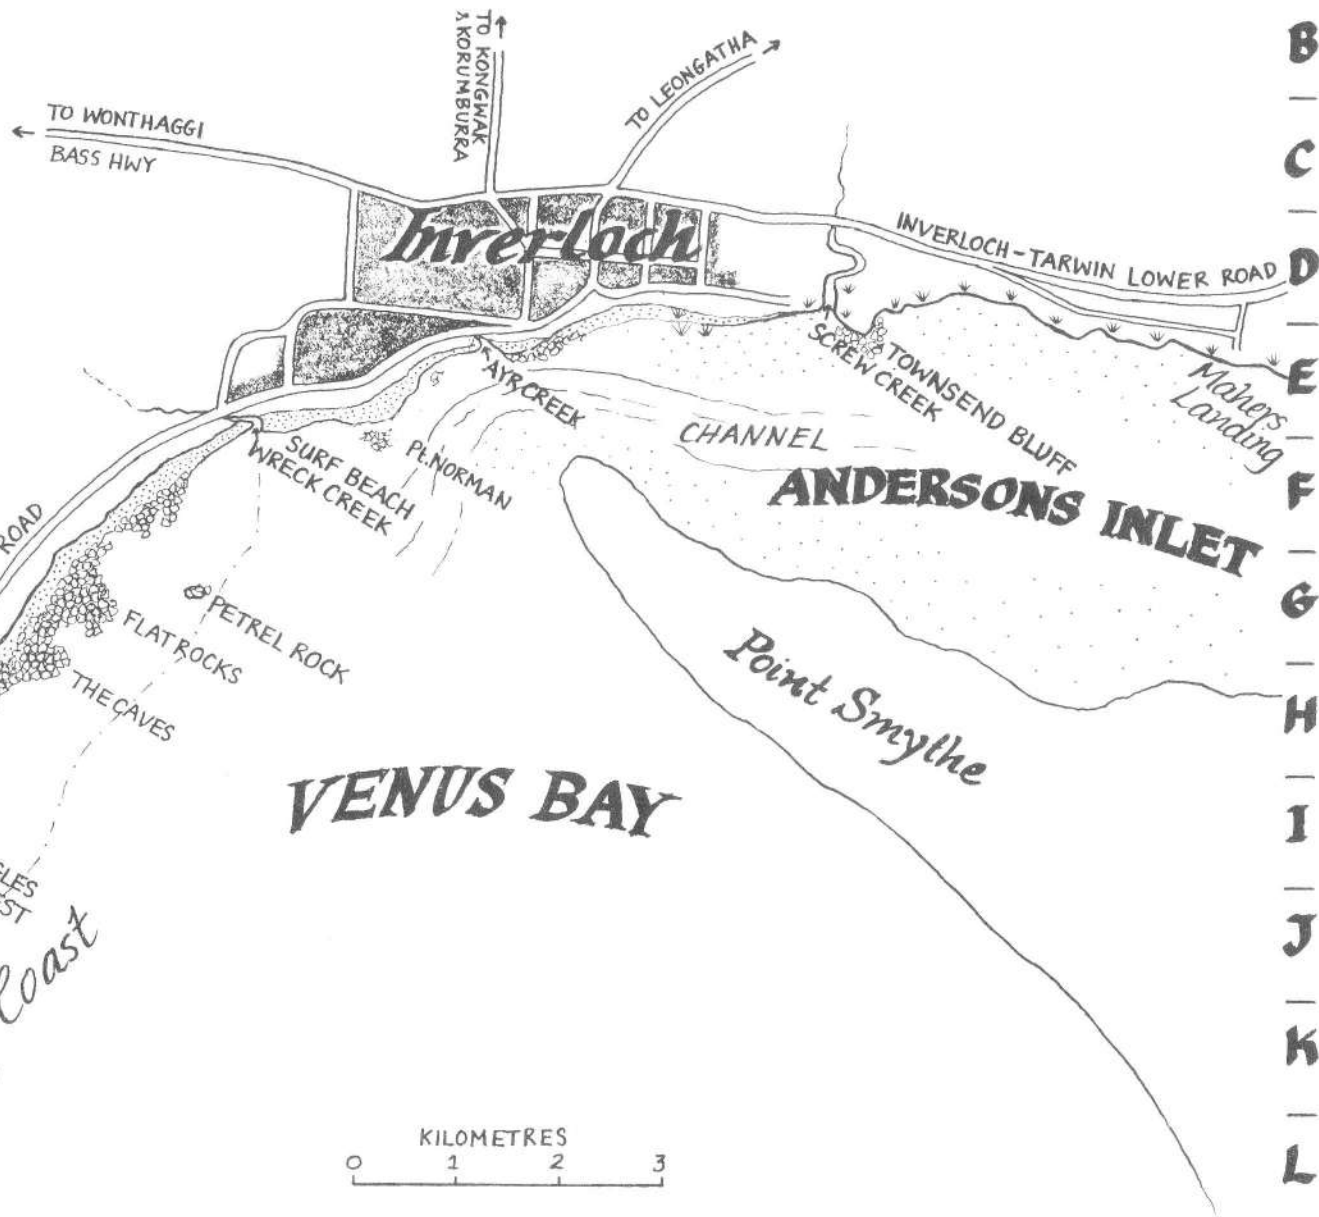 B
TO KONGWAK
& KORUMBURRA
TO LEONGATHA
TO WONTHAGGI
BASS HWY
C
Inverloch
INVERLOCH-TARWIN LOWER ROAD
D
SCREW CREEK
TOWNSEND BLUFF
Mahers
Landing
E
AYR CREEK
CHANNEL
SURF BEACH
WRECK CREEK
Pt. NORMAN
ANDERSONS INLET
F
ROAD
G
PETREL ROCK
FLAT ROCKS
Point Smythe
THE CAVES
H
VENUS BAY
I
Coast
J
K
KILOMETRES
0 1 2 3
L